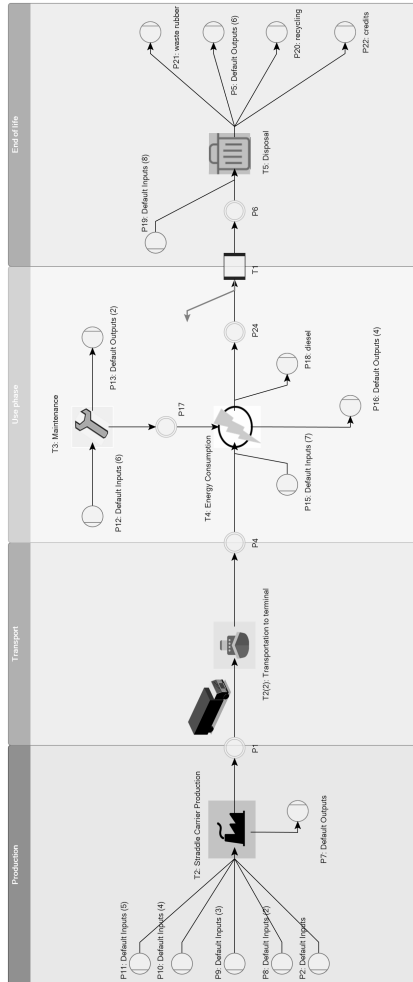 Production
Transport
Use phase
End of life
P11: Default Inputs (5)
P10: Default Inputs (4)
P9: Default Inputs (3)
P8: Default Inputs (2)
P2: Default Inputs
T2: Straddle Carrier Production
P7: Default Outputs
P1
T2(2): Transportation to terminal
P4
P12: Default Inputs (6)
T3: Maintenance
P13: Default Outputs (2)
P17
T4: Energy Consumption
P15: Default Inputs (7)
P16: Default Outputs (4)
P18: diesel
P24
T1
P6
P19: Default Inputs (8)
T5: Disposal
P21: waste rubber
P5: Default Outputs (6)
P20: recycling
P22: credits